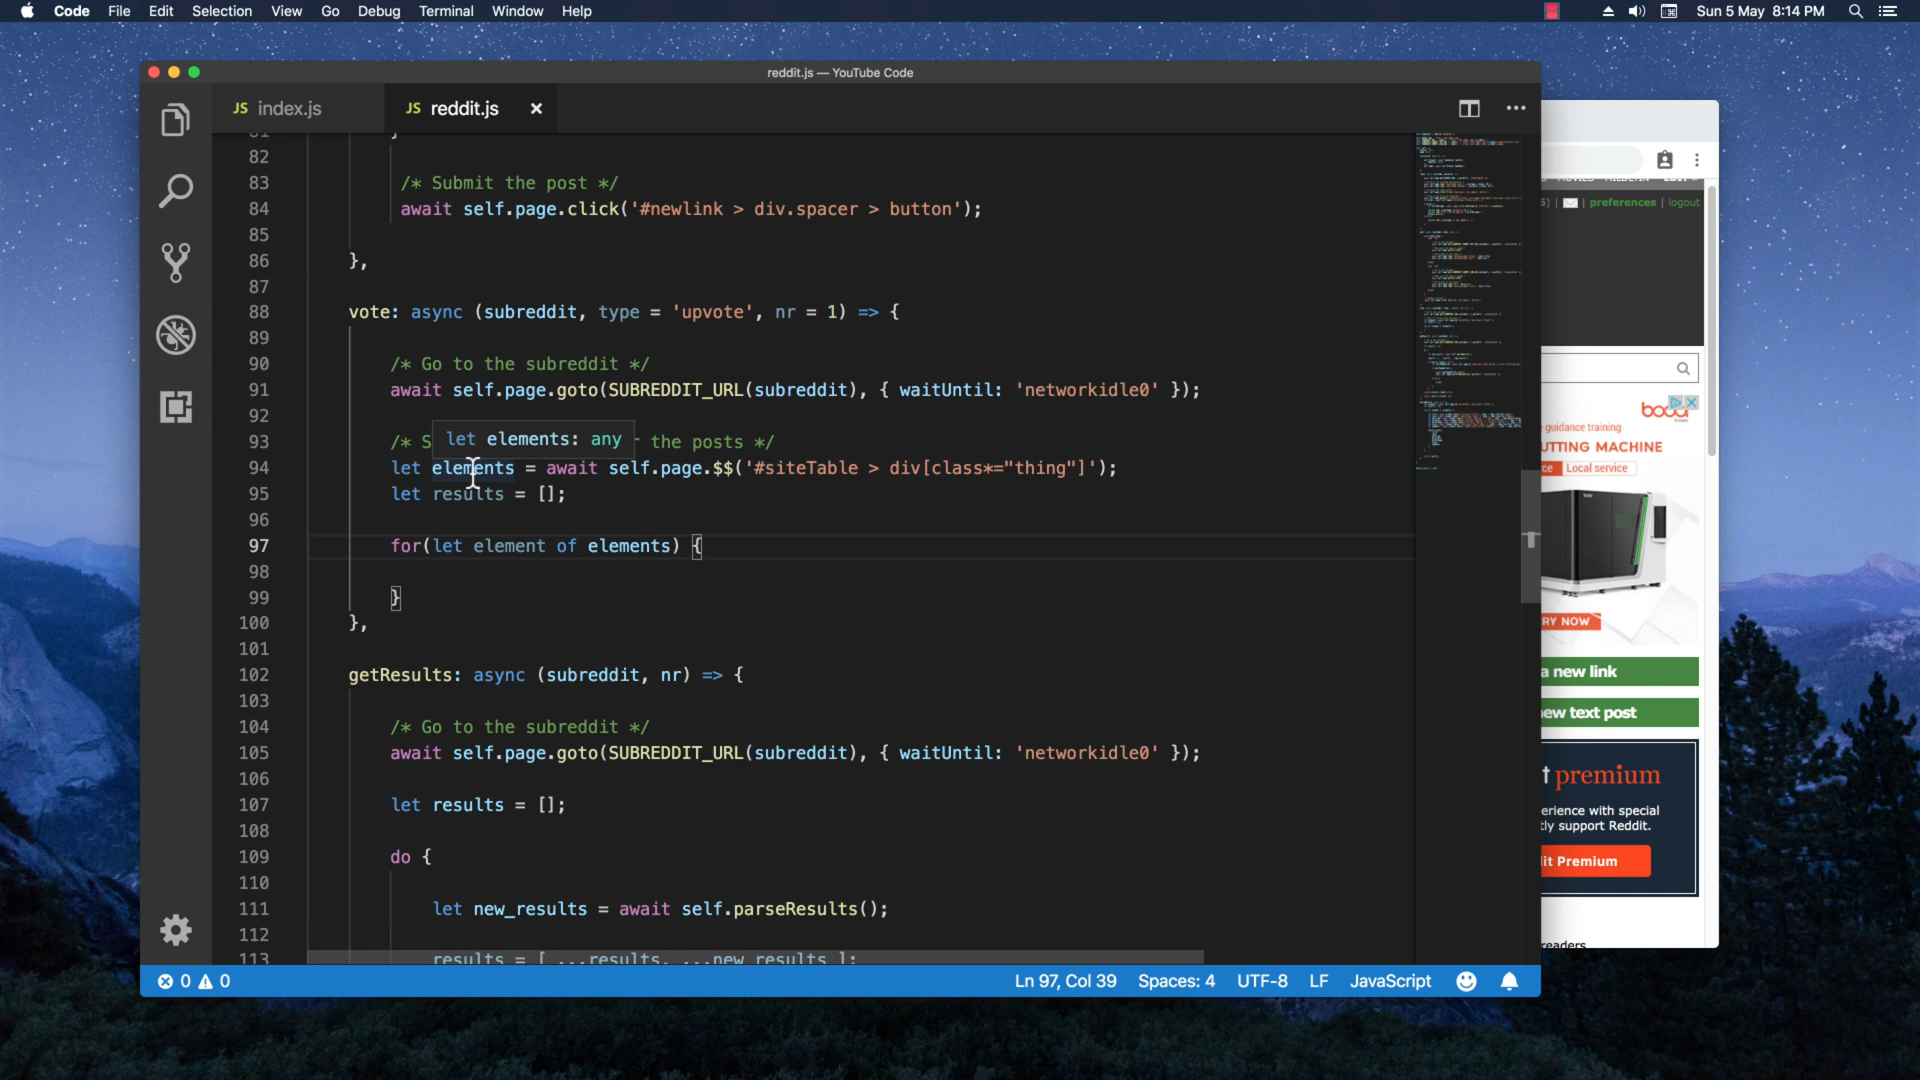 Code File Edit Selection View Go Debug Terminal Window Help
Sun 5 May 8:14 PM
reddit.js — YouTube Code
JS index.js
JS reddit.js
82
83 /* Submit the post */
84 await self.page.click('#newlink > div.spacer > button');
85
86 },
87
88 vote: async (subreddit, type = 'upvote', nr = 1) => {
89
90 /* Go to the subreddit */
91 await self.page.goto(SUBREDDIT_URL(subreddit), { waitUntil: 'networkidle0' });
92
let elements: any
93 /* S the posts */
94 let elements = await self.page.$$('#siteTable > div[class*="thing"]');
95 let results = [];
96
97 for(let element of elements) {
98
99 }
100 },
101
102 getResults: async (subreddit, nr) => {
103
104 /* Go to the subreddit */
105 await self.page.goto(SUBREDDIT_URL(subreddit), { waitUntil: 'networkidle0' });
106
107 let results = [];
108
109 do {
110
111 let new_results = await self.parseResults();
112
113 results = [ ...results, ...new_results ];
0 0
Ln 97, Col 39 Spaces: 4 UTF-8 LF JavaScript
| preferences | logout
guidance training
UTTING MACHINE
ce Local service
RY NOW
a new link
ew text post
t premium
erience with special
tly support Reddit.
it Premium
readers